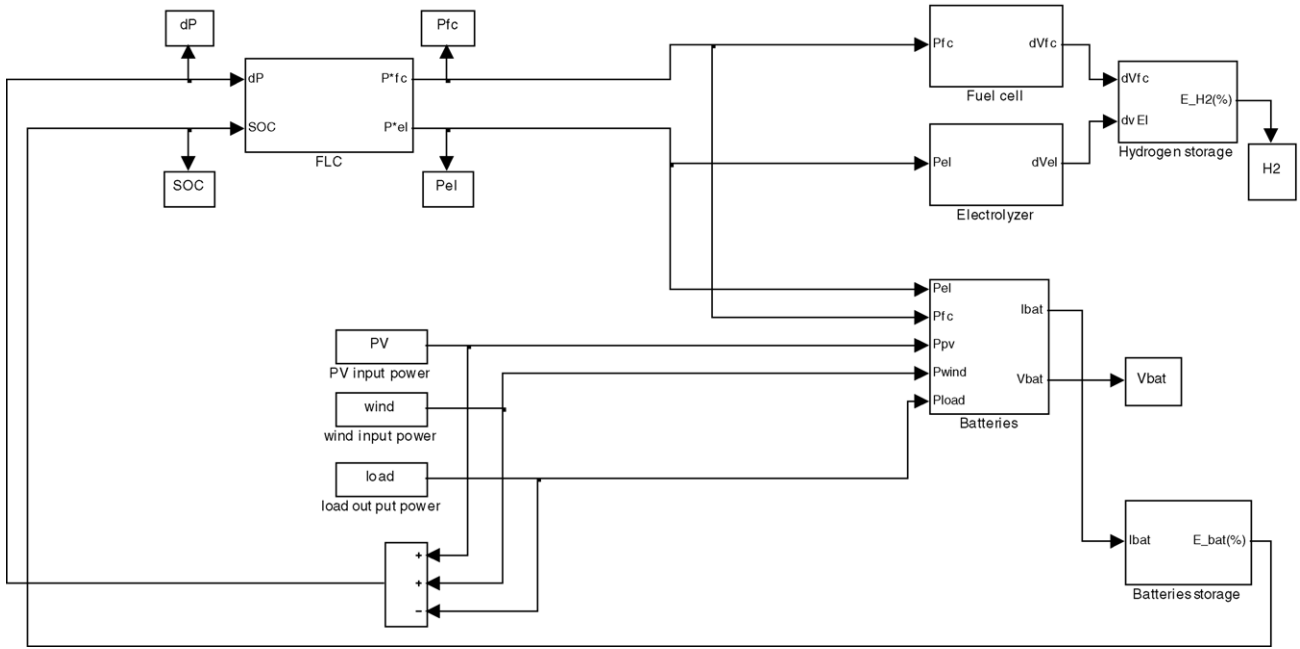 dP
Pfc
dP
SOC
P*fc
P*el
FLC
SOC
Pel
Pfc
dVfc
Fuel cell
Pel
dVel
Electrolyzer
dVfc
dvEl
E_H2(%)
Hydrogen storage
H2
Pel
Pfc
Ppv
Pwind
Pload
Ibat
Vbat
Batteries
Vbat
PV
PV input power
wind
wind input power
load
load out put power
+
+
−
Ibat
E_bat(%)
Batteries storage